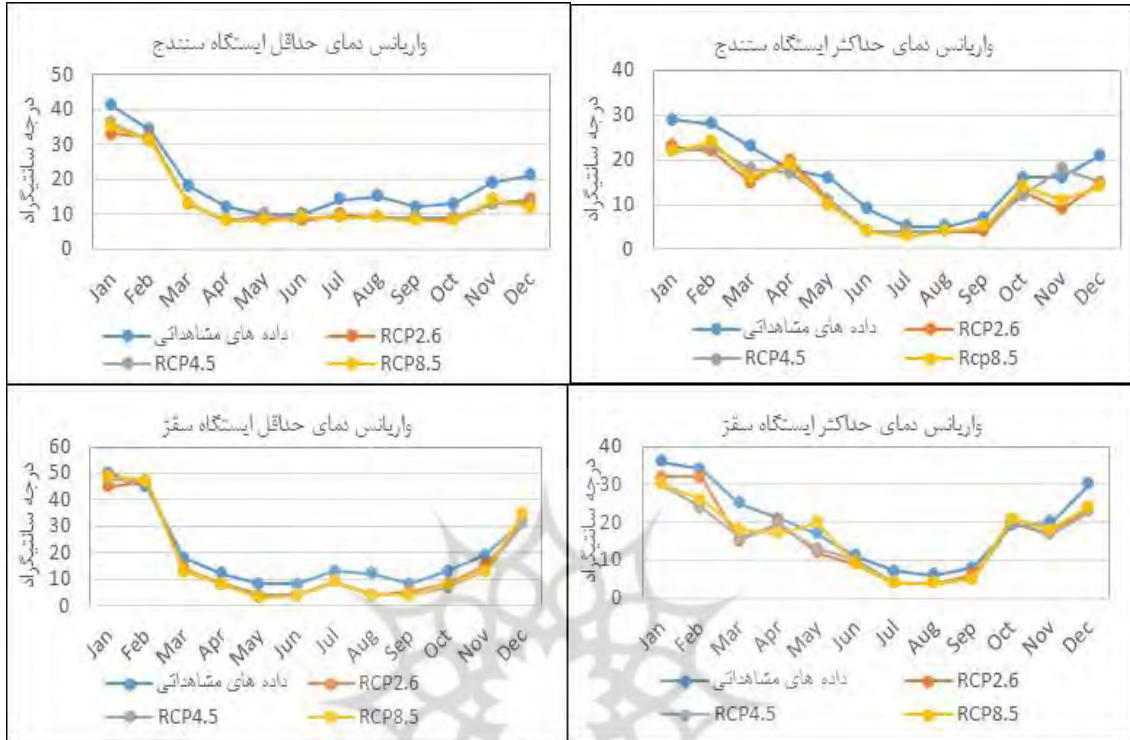 واریانس دمای حداقل ایستگاه سنندج
درجه سانتیگراد
50
40
30
20
10
0
Jan Feb Mar Apr May Jun Jul Aug Sep Oct Nov Dec
داده های مشاهداتی RCP2.6
RCP4.5 RCP8.5
واریانس دمای حداکثر ایستگاه سنندج
درجه سانتیگراد
40
30
20
10
0
Jan Feb Mar Apr May Jun Jul Aug Sep Oct Nov Dec
داده های مشاهداتی RCP2.6
RCP4.5 Rcp8.5
واریانس دمای حداقل ایستگاه سقز
درجه سانتیگراد
60
50
40
30
20
10
0
Jan Feb Mar Apr May Jun Jul Aug Sep Oct Nov Dec
داده های مشاهداتی RCP2.6
RCP4.5 RCP8.5
واریانس دمای حداکثر ایستگاه سقز
درجه سانتیگراد
40
30
20
10
0
Jan Feb Mar Apr May Jun Jul Aug Sep Oct Nov Dec
داده های مشاهداتی RCP2.6
RCP4.5 RCP8.5